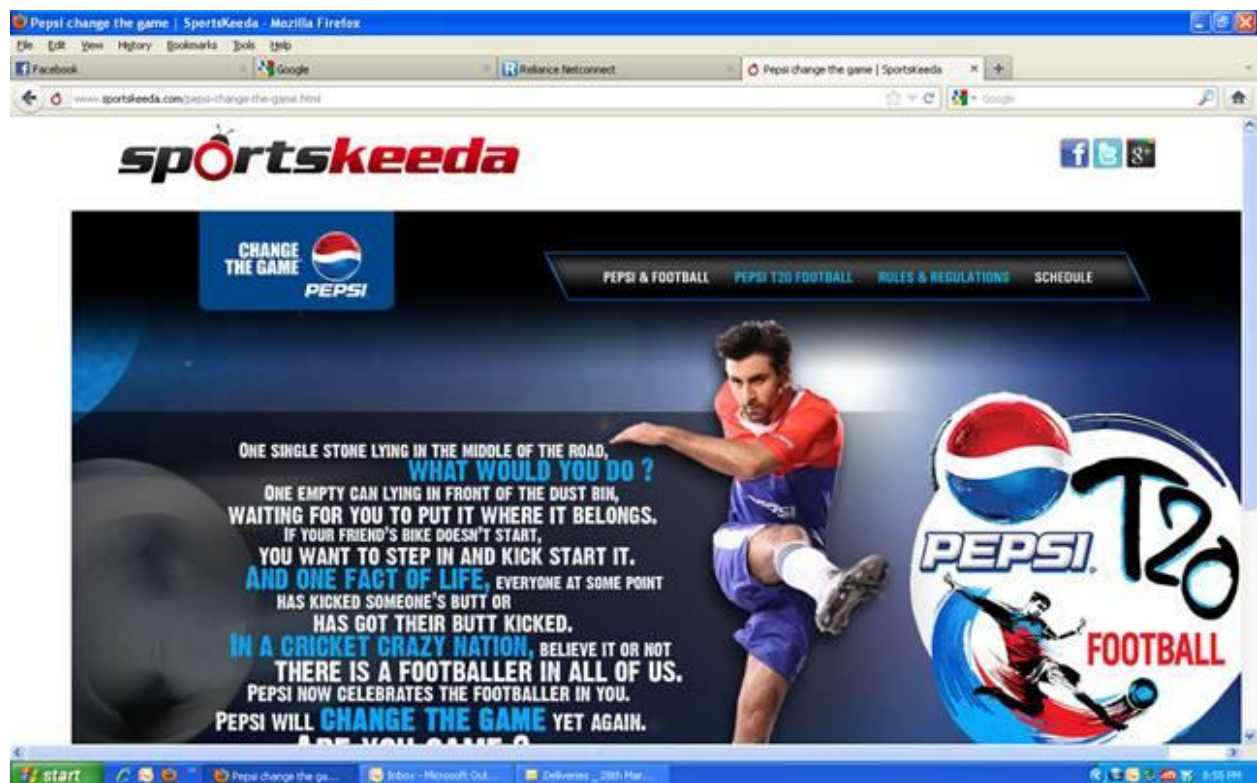 Pepsi change the game | SportsKeeda - Mozilla Firefox
File Edit View History Bookmarks Tools Help
Facebook Google Reliance Netconnect Pepsi change the game | SportsKeeda
www.sportskeeda.com/pepsi-change-the-game.html Google
sportskeeda
CHANGE
THE GAME
PEPSI
PEPSI & FOOTBALL PEPSI T20 FOOTBALL RULES & REGULATIONS SCHEDULE
ONE SINGLE STONE LYING IN THE MIDDLE OF THE ROAD,
WHAT WOULD YOU DO ?
ONE EMPTY CAN LYING IN FRONT OF THE DUST BIN,
WAITING FOR YOU TO PUT IT WHERE IT BELONGS.
IF YOUR FRIEND'S BIKE DOESN'T START,
YOU WANT TO STEP IN AND KICK START IT.
AND ONE FACT OF LIFE, EVERYONE AT SOME POINT
HAS KICKED SOMEONE'S BUTT OR
HAS GOT THEIR BUTT KICKED.
IN A CRICKET CRAZY NATION, BELIEVE IT OR NOT
THERE IS A FOOTBALLER IN ALL OF US.
PEPSI NOW CELEBRATES THE FOOTBALLER IN YOU.
PEPSI WILL CHANGE THE GAME YET AGAIN.
ARE YOU GAME ?
PEPSI
T20
FOOTBALL
start Pepsi change the ga... Inbox - Microsoft Out... Deliveries _ 28th Mar... 8:55 PM